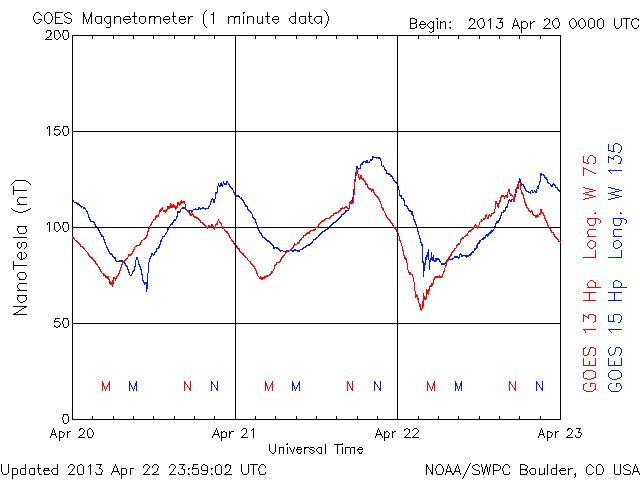 GOES Magnetometer (1 minute data)
Begin: 2013 Apr 20 0000 UTC
200
150
100
50
0
NanoTesla (nT)
M M N N M M N N M M N N
Apr 20 Apr 21 Apr 22 Apr 23
Universal Time
GOES 13 Hp Long. W 75
GOES 15 Hp Long. W 135
Updated 2013 Apr 22 23:59:02 UTC
NOAA/SWPC Boulder, CO USA